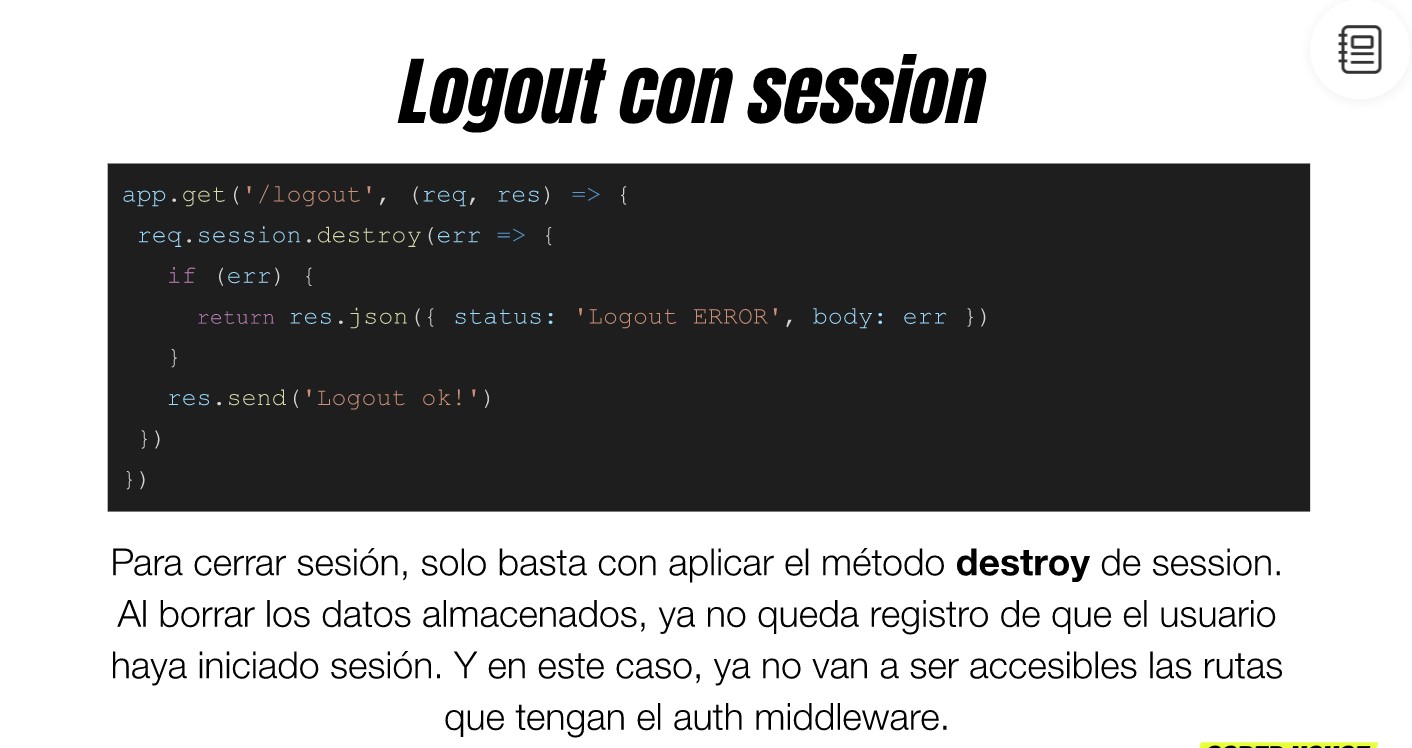 Logout con session
app.get('/logout', (req, res) => {
 req.session.destroy(err => {
   if (err) {
     return res.json({ status: 'Logout ERROR', body: err })
   }
   res.send('Logout ok!')
 })
})
Para cerrar sesión, solo basta con aplicar el método destroy de session.
Al borrar los datos almacenados, ya no queda registro de que el usuario
haya iniciado sesión. Y en este caso, ya no van a ser accesibles las rutas
que tengan el auth middleware.